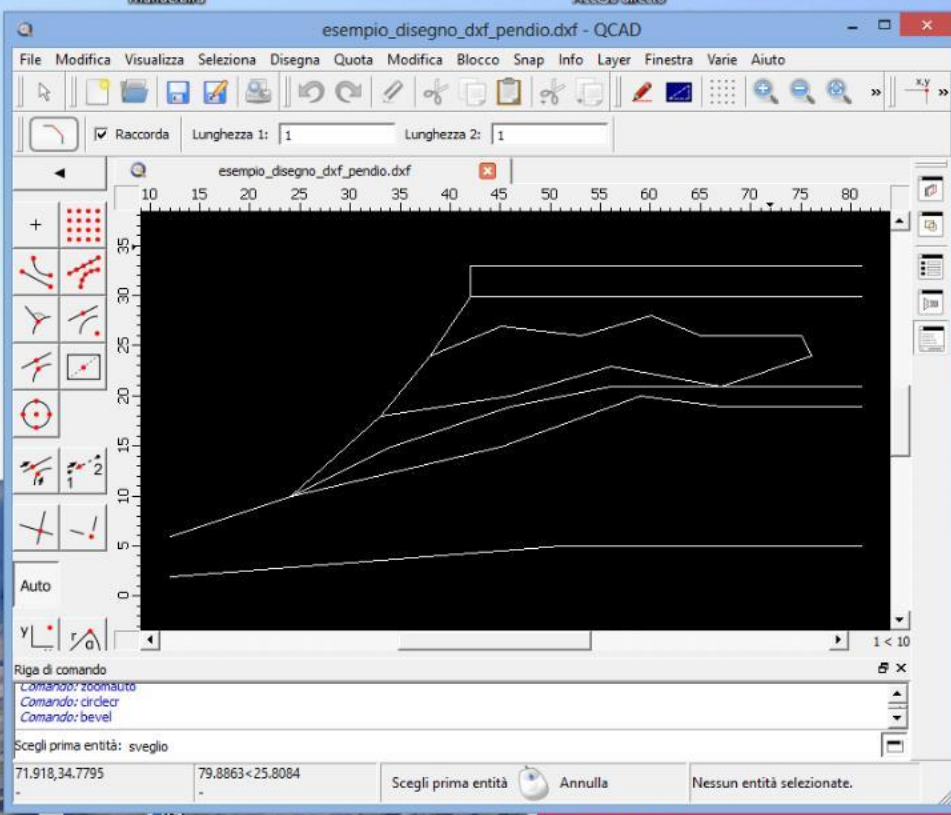 esempio_disegno_dxf_pendio.dxf - QCAD
File Modifica Visualizza Seleziona Disegna Quota Modifica Blocco Snap Info Layer Finestra Varie Aiuto
» x,y »
Raccorda Lunghezza 1: 1 Lunghezza 2: 1
esempio_disegno_dxf_pendio.dxf
10 15 20 25 30 35 40 45 50 55 60 65 70 75 80
35
30
25
20
15
10
5
0
1 2
Auto
y r a
1 < 10
Riga di comando
Comando: zoomauto
Comando: circlecr
Comando: bevel
Scegli prima entità: sveglio
71.918,34.7795 79.8863<25.8084 Scegli prima entità Annulla Nessun entità selezionate.
- -